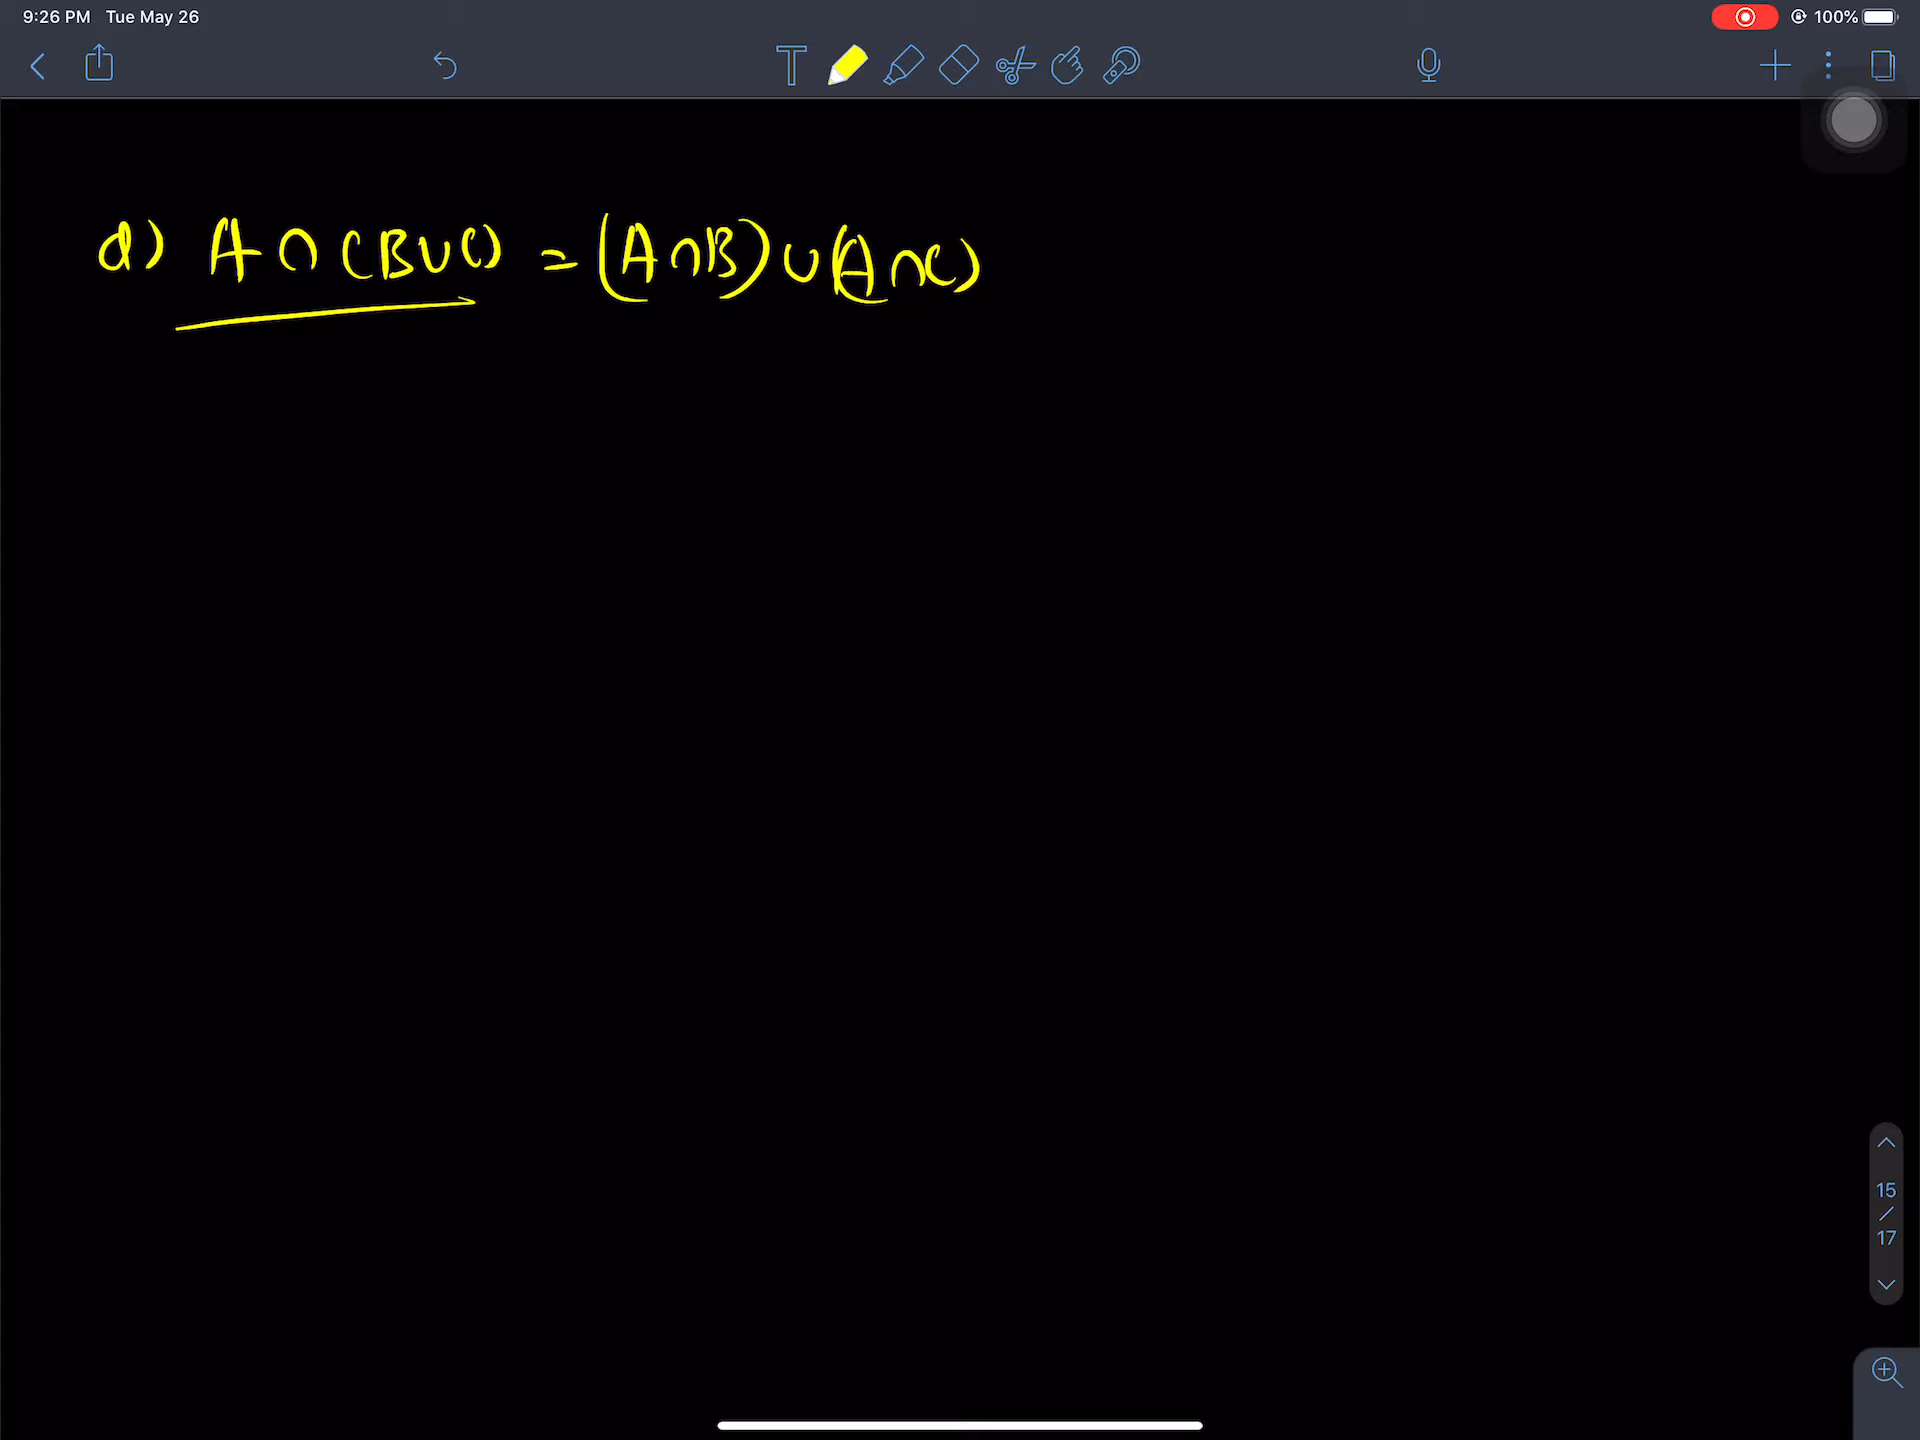 9:26 PM Tue May 26
100%
T
d) A ∩ (B ∪ C) = (A ∩ B) ∪ (A ∩ C)
15
/
17